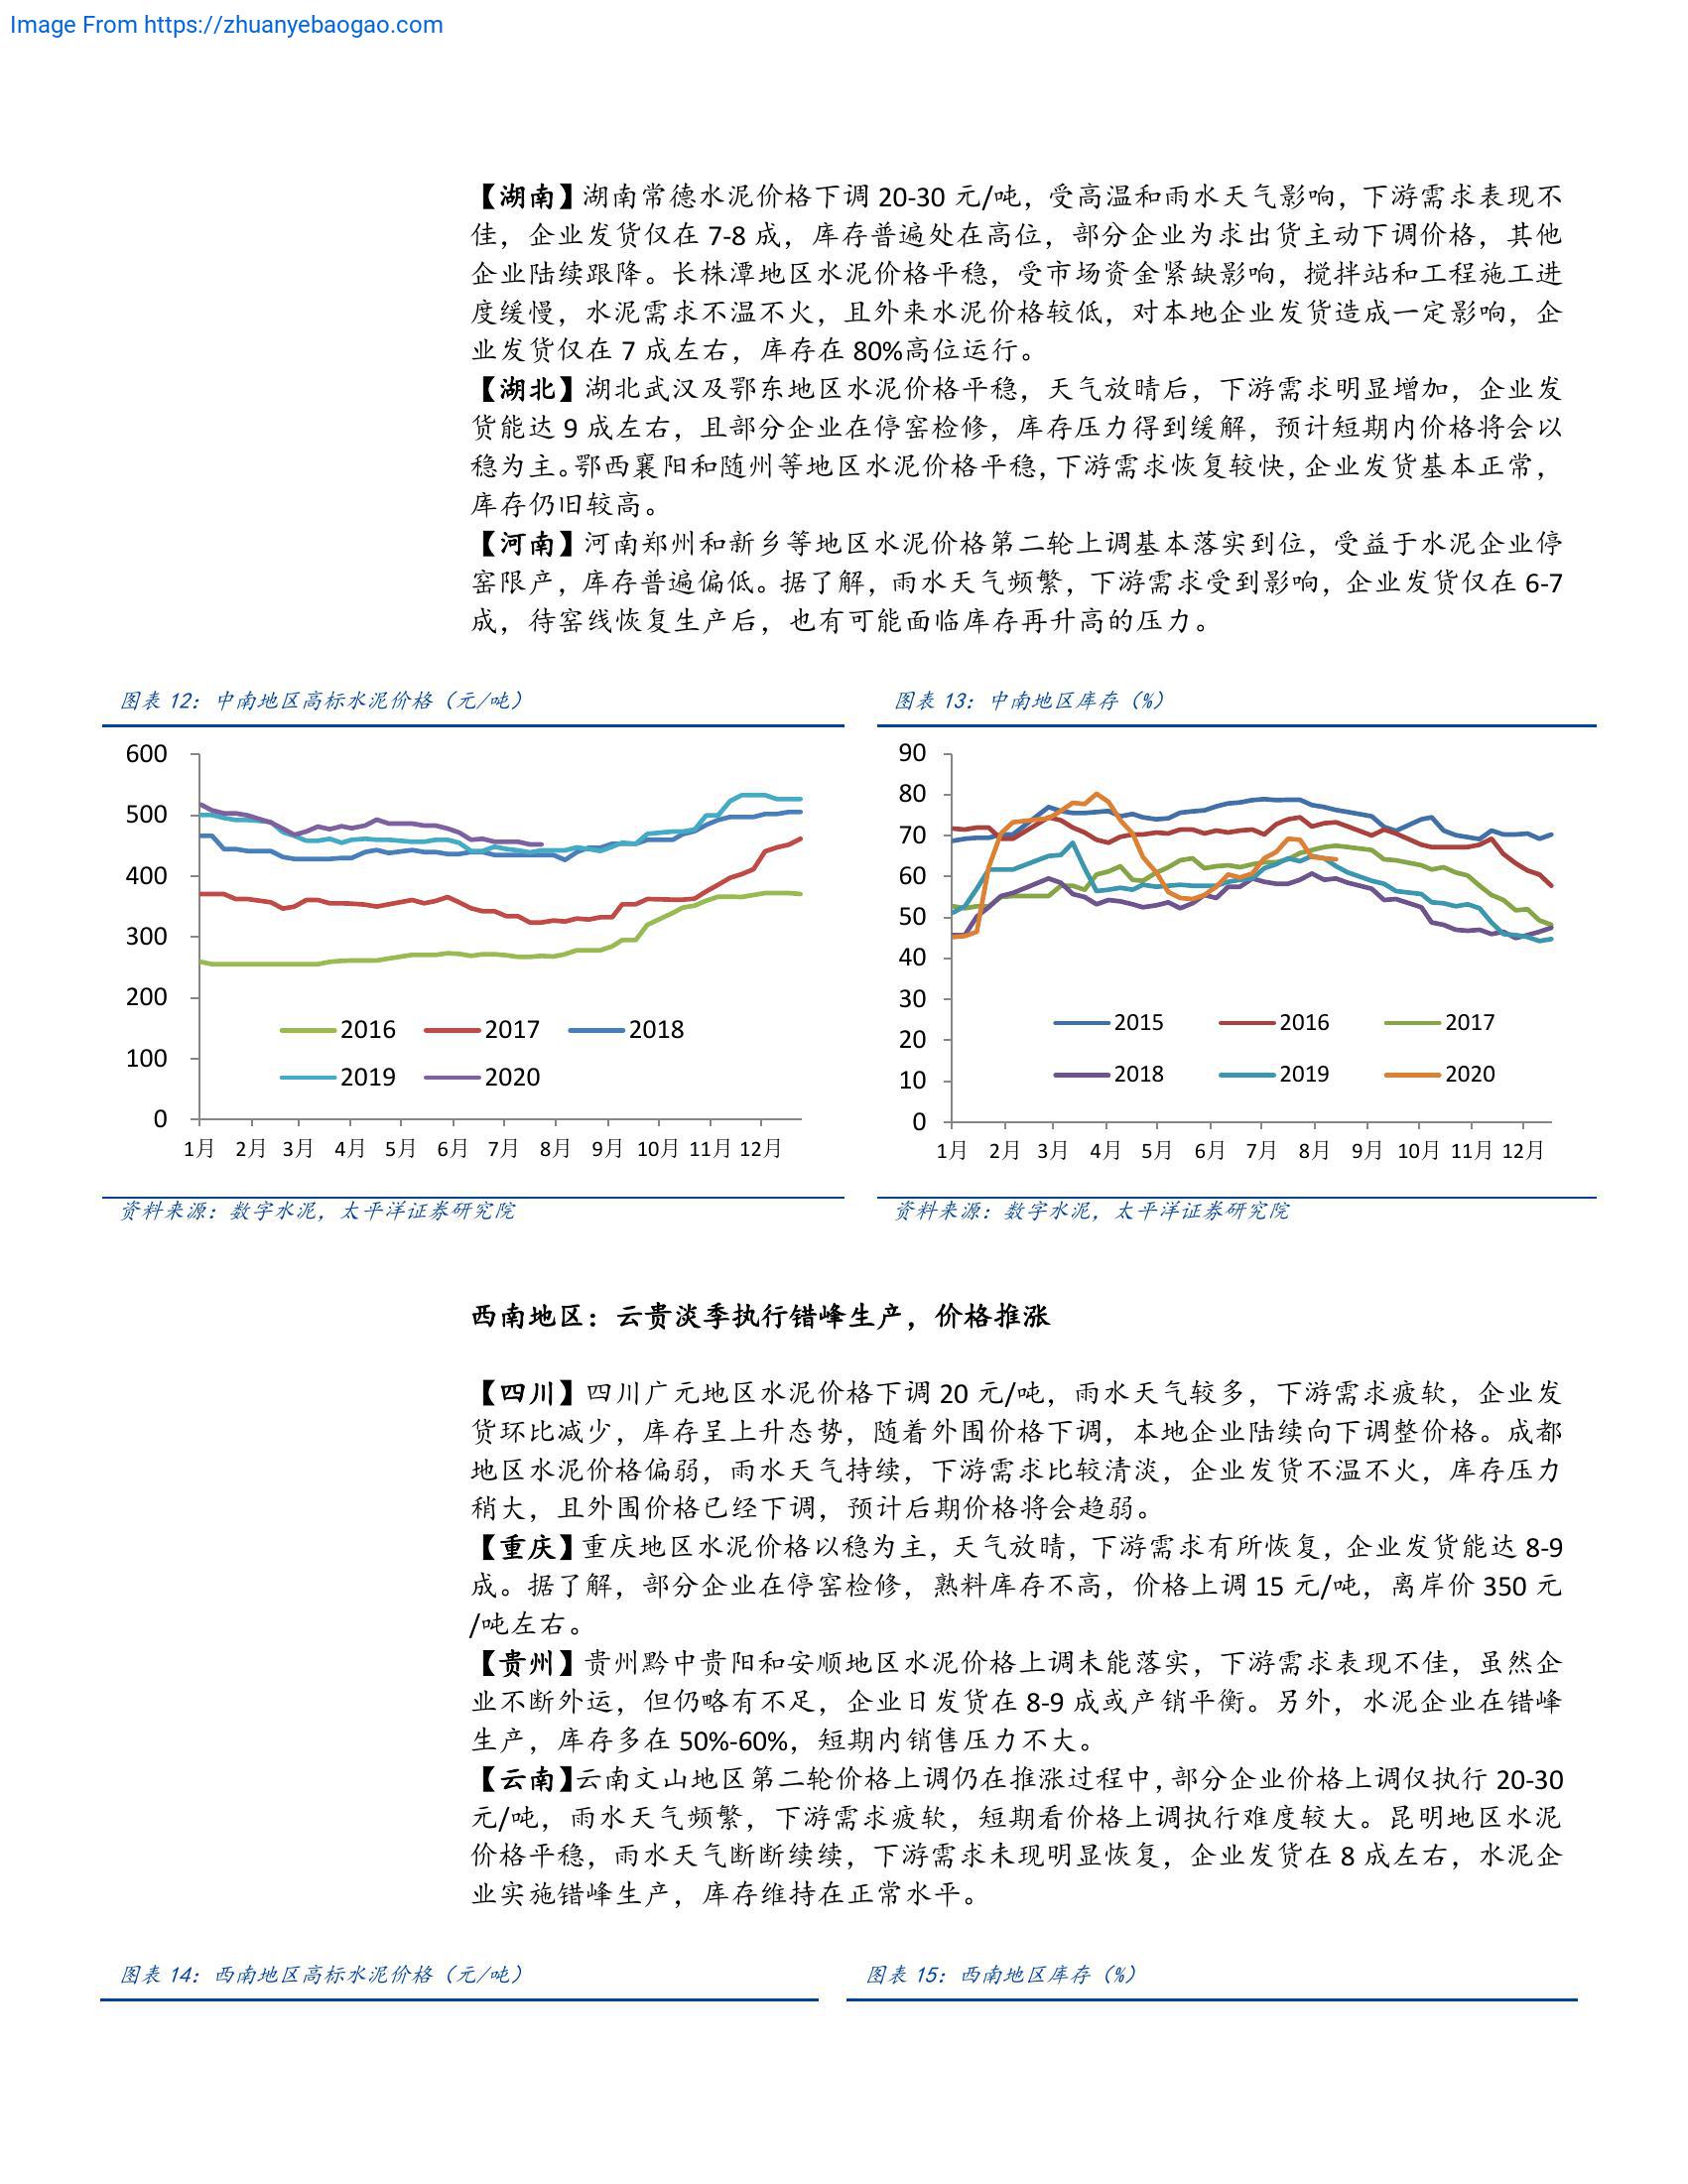 Image From https://zhuanyebaogao.com
【湖南】湖南常德水泥价格下调 20-30 元/吨，受高温和雨水天气影响，下游需求表现不
佳，企业发货仅在 7-8 成，库存普遍处在高位，部分企业为求出货主动下调价格，其他
企业陆续跟降。长株潭地区水泥价格平稳，受市场资金紧缺影响，搅拌站和工程施工进
度缓慢，水泥需求不温不火，且外来水泥价格较低，对本地企业发货造成一定影响，企
业发货仅在 7 成左右，库存在 80%高位运行。
【湖北】湖北武汉及鄂东地区水泥价格平稳，天气放晴后，下游需求明显增加，企业发
货能达 9 成左右，且部分企业在停窑检修，库存压力得到缓解，预计短期内价格将会以
稳为主。鄂西襄阳和随州等地区水泥价格平稳，下游需求恢复较快，企业发货基本正常，
库存仍旧较高。
【河南】河南郑州和新乡等地区水泥价格第二轮上调基本落实到位，受益于水泥企业停
窑限产，库存普遍偏低。据了解，雨水天气频繁，下游需求受到影响，企业发货仅在 6-7
成，待窑线恢复生产后，也有可能面临库存再升高的压力。
图表 12：中南地区高标水泥价格（元/吨）
600
500
400
300
200
100
0
1月 2月 3月 4月 5月 6月 7月 8月 9月 10月 11月 12月
2016 2017 2018
2019 2020
资料来源：数字水泥，太平洋证券研究院
图表 13：中南地区库存（%）
90
80
70
60
50
40
30
20
10
0
1月 2月 3月 4月 5月 6月 7月 8月 9月 10月 11月 12月
2015 2016 2017
2018 2019 2020
资料来源：数字水泥，太平洋证券研究院
西南地区：云贵淡季执行错峰生产，价格推涨
【四川】四川广元地区水泥价格下调 20 元/吨，雨水天气较多，下游需求疲软，企业发
货环比减少，库存呈上升态势，随着外围价格下调，本地企业陆续向下调整价格。成都
地区水泥价格偏弱，雨水天气持续，下游需求比较清淡，企业发货不温不火，库存压力
稍大，且外围价格已经下调，预计后期价格将会趋弱。
【重庆】重庆地区水泥价格以稳为主，天气放晴，下游需求有所恢复，企业发货能达 8-9
成。据了解，部分企业在停窑检修，熟料库存不高，价格上调 15 元/吨，离岸价 350 元
/吨左右。
【贵州】贵州黔中贵阳和安顺地区水泥价格上调未能落实，下游需求表现不佳，虽然企
业不断外运，但仍略有不足，企业日发货在 8-9 成或产销平衡。另外，水泥企业在错峰
生产，库存多在 50%-60%，短期内销售压力不大。
【云南】云南文山地区第二轮价格上调仍在推涨过程中，部分企业价格上调仅执行 20-30
元/吨，雨水天气频繁，下游需求疲软，短期看价格上调执行难度较大。昆明地区水泥
价格平稳，雨水天气断断续续，下游需求未现明显恢复，企业发货在 8 成左右，水泥企
业实施错峰生产，库存维持在正常水平。
图表 14：西南地区高标水泥价格（元/吨）
图表 15：西南地区库存（%）